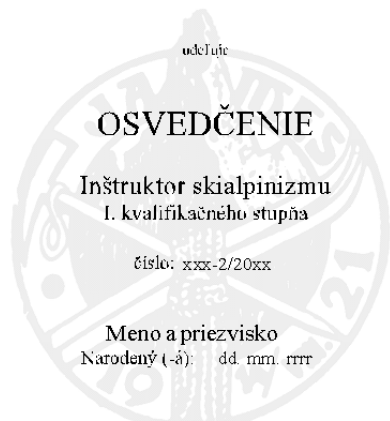 udeľuje
OSVEDČENIE
Inštruktor skialpinizmu
I. kvalifikačného stupňa
číslo: xxx-2/20xx
Meno a priezvisko
Narodený (-á): dd. mm. rrrr